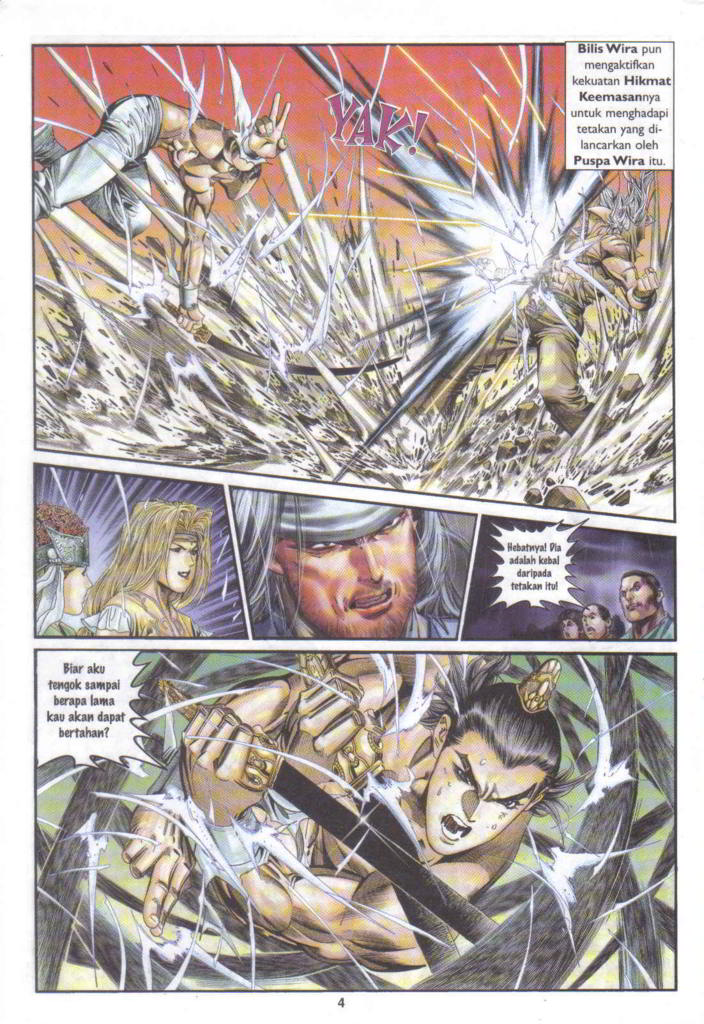 Bilis Wira pun
mengaktifkan
kekuatan Hikmat
Keemasannya
untuk menghadapi
tetakan yang di-
lancarkan oleh
Puspa Wira itu.
YAK!
Hebatnya! Dia
adalah kebal
daripada
tetakan itu!
Biar aku
tengok sampai
berapa lama
kau akan dapat
bertahan?
4